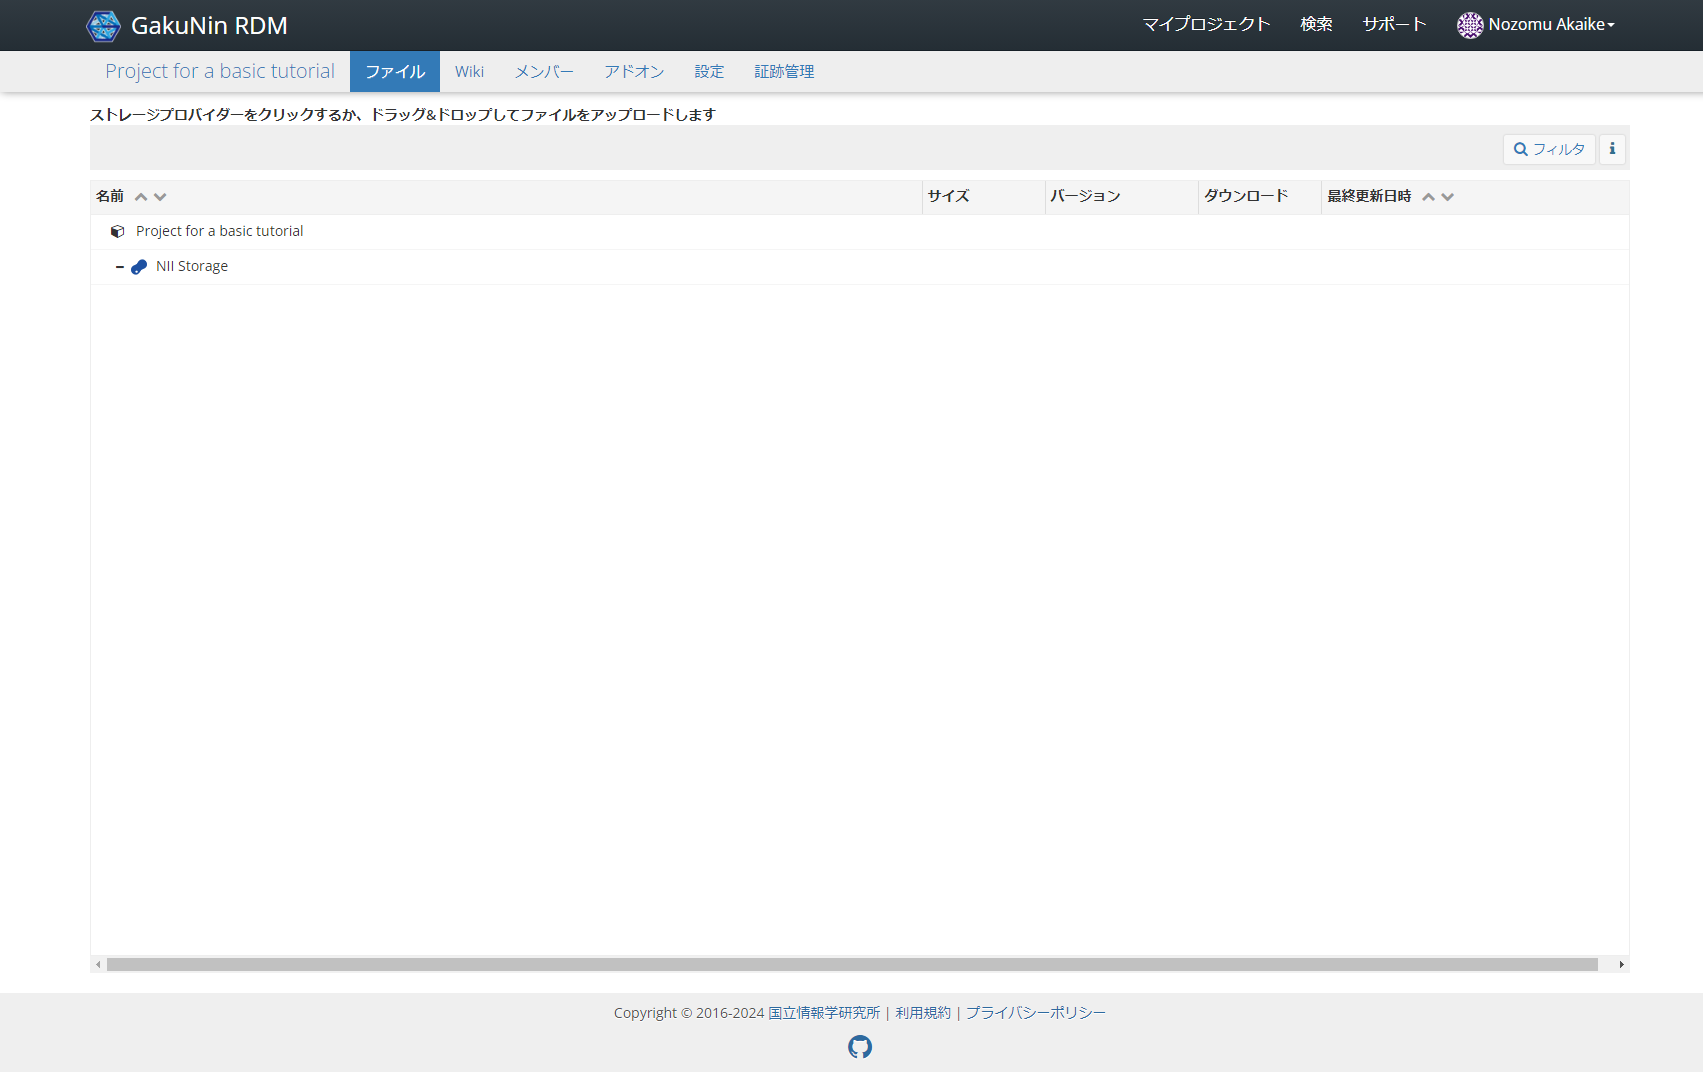 GakuNin RDM マイプロジェクト 検索 サポート Nozomu Akaike
Project for a basic tutorial ファイル Wiki メンバー アドオン 設定 証跡管理
ストレージプロバイダーをクリックするか、ドラッグ&ドロップしてファイルをアップロードします
フィルタ
名前 サイズ バージョン ダウンロード 最終更新日時
Project for a basic tutorial
NII Storage
Copyright © 2016-2024 国立情報学研究所 | 利用規約 | プライバシーポリシー